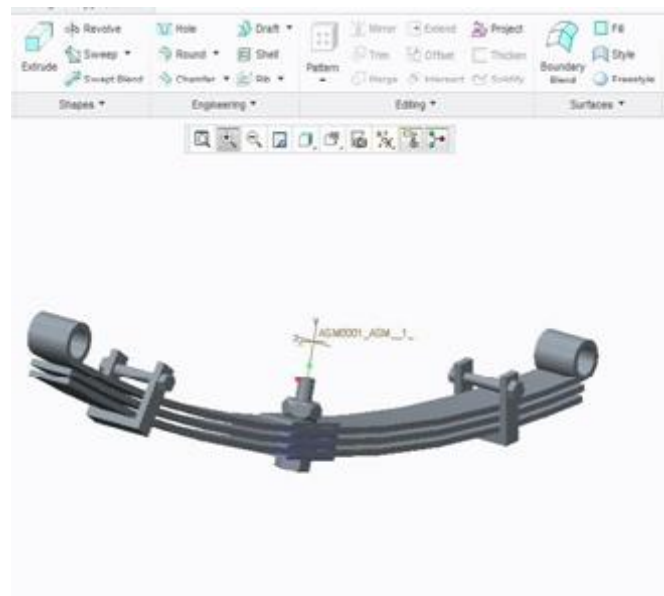 Revolve Hole Draft Mirror Extend Project Fill
Extrude Sweep Round Shell Pattern Trim Offset Thicken Boundary Blend Style
Swept Blend Chamfer Rib Merge Intersect Solidify Freestyle
Shapes Engineering Editing Surfaces
ASM0001_ASM__1_